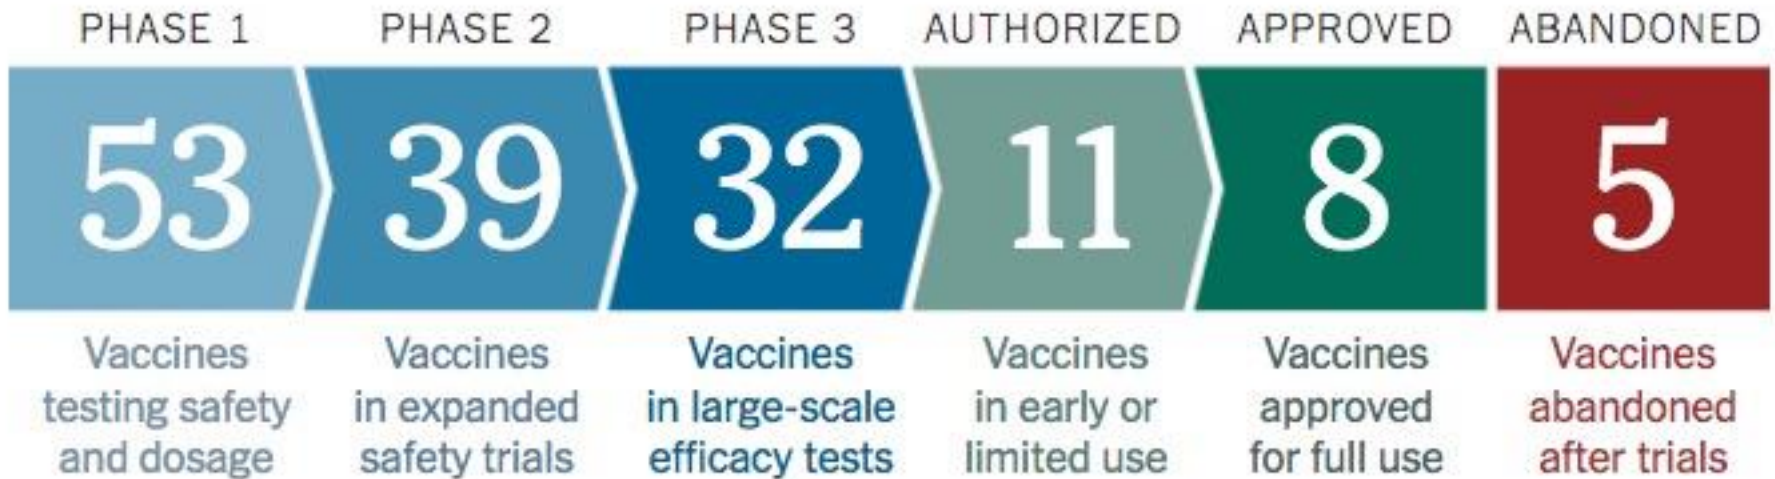 PHASE 1
PHASE 2
PHASE 3
AUTHORIZED
APPROVED
ABANDONED
53
39
32
11
8
5
Vaccines
testing safety
and dosage
Vaccines
in expanded
safety trials
Vaccines
in large-scale
efficacy tests
Vaccines
in early or
limited use
Vaccines
approved
for full use
Vaccines
abandoned
after trials